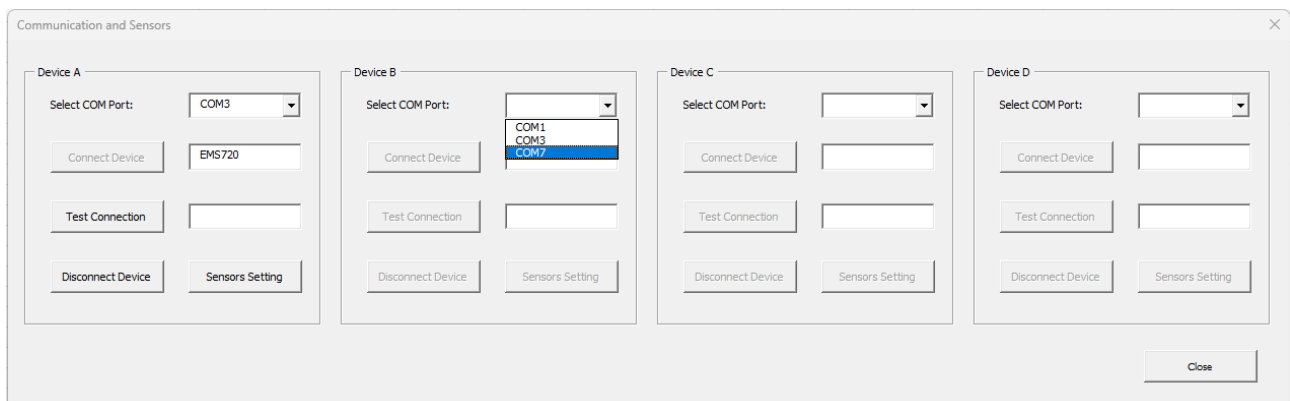 Communication and Sensors
Device A
Select COM Port:
COM3
Connect Device
EMS720
Test Connection
Disconnect Device
Sensors Setting
Device B
Select COM Port:
COM1
COM3
COM7
Connect Device
Test Connection
Disconnect Device
Sensors Setting
Device C
Select COM Port:
Connect Device
Test Connection
Disconnect Device
Sensors Setting
Device D
Select COM Port:
Connect Device
Test Connection
Disconnect Device
Sensors Setting
Close